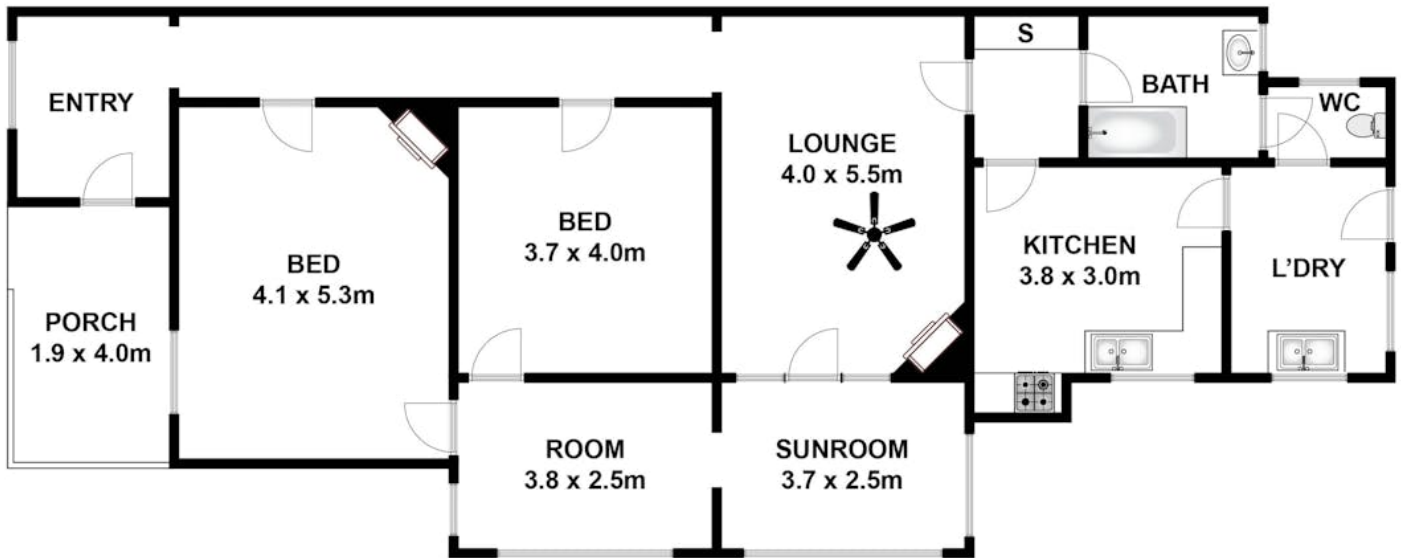 ENTRY
PORCH
1.9 x 4.0m
BED
4.1 x 5.3m
BED
3.7 x 4.0m
ROOM
3.8 x 2.5m
LOUNGE
4.0 x 5.5m
SUNROOM
3.7 x 2.5m
S
BATH
WC
KITCHEN
3.8 x 3.0m
L’DRY